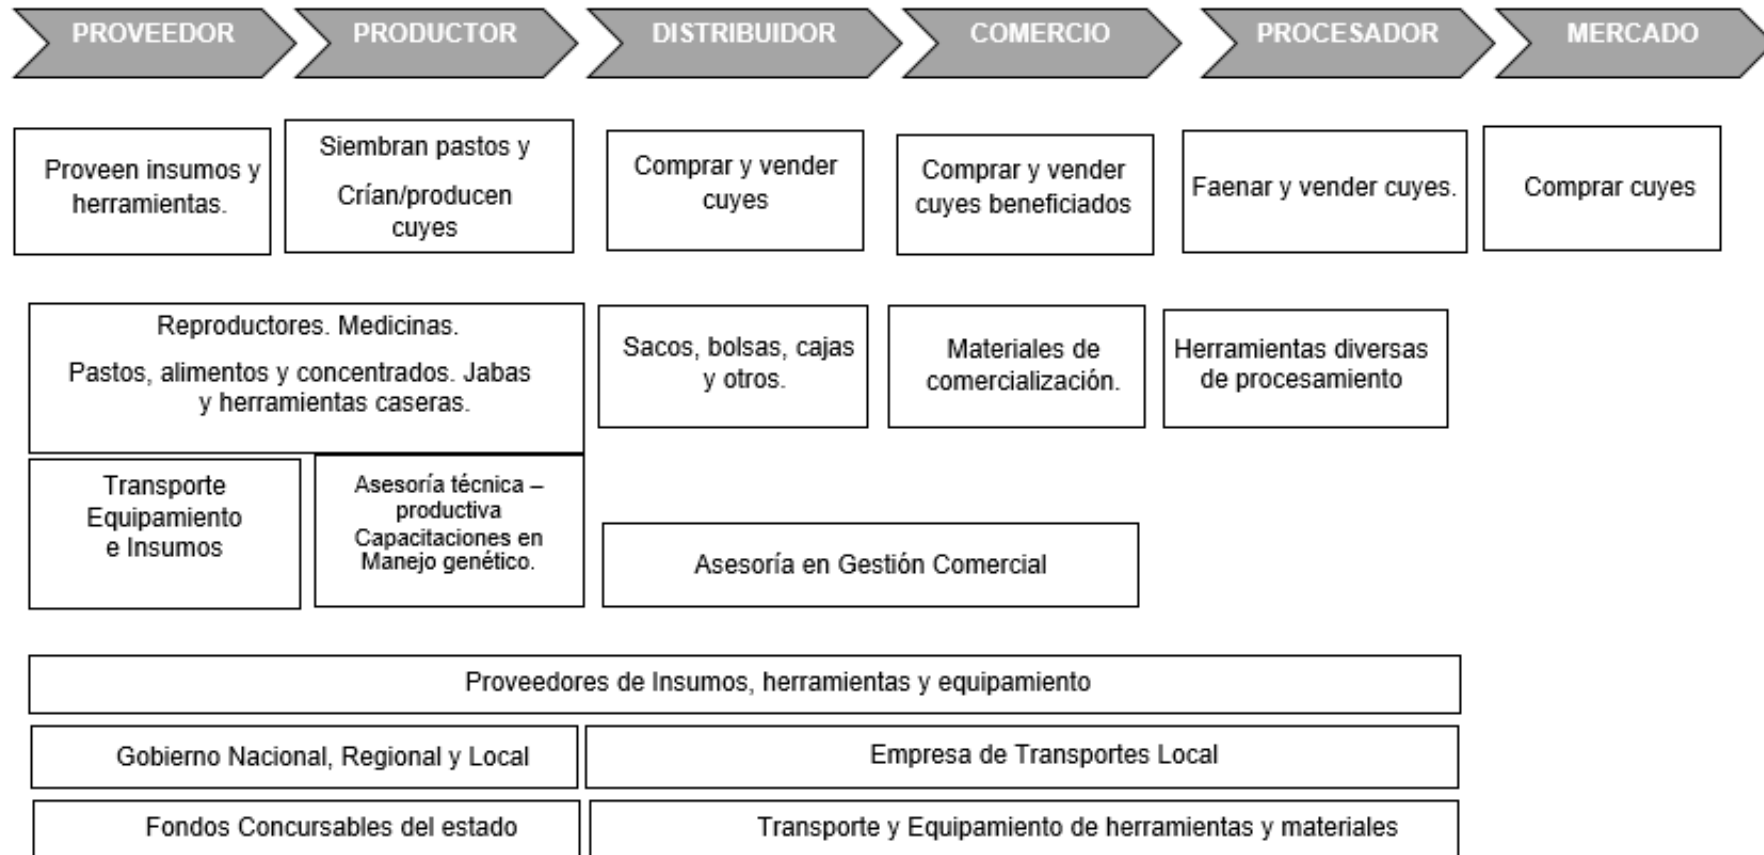 PROVEEDOR
PRODUCTOR
DISTRIBUIDOR
COMERCIO
PROCESADOR
MERCADO
Proveen insumos y
herramientas.
Siembran pastos y
Crían/producen
cuyes
Comprar y vender
cuyes
Comprar y vender
cuyes beneficiados
Faenar y vender cuyes.
Comprar cuyes
Reproductores. Medicinas.
Pastos, alimentos y concentrados. Jabas
y herramientas caseras.
Sacos, bolsas, cajas
y otros.
Materiales de
comercialización.
Herramientas diversas
de procesamiento
Transporte
Equipamiento
e Insumos
Asesoría técnica –
productiva
Capacitaciones en
Manejo genético.
Asesoría en Gestión Comercial
Proveedores de Insumos, herramientas y equipamiento
Gobierno Nacional, Regional y Local
Empresa de Transportes Local
Fondos Concursables del estado
Transporte y Equipamiento de herramientas y materiales